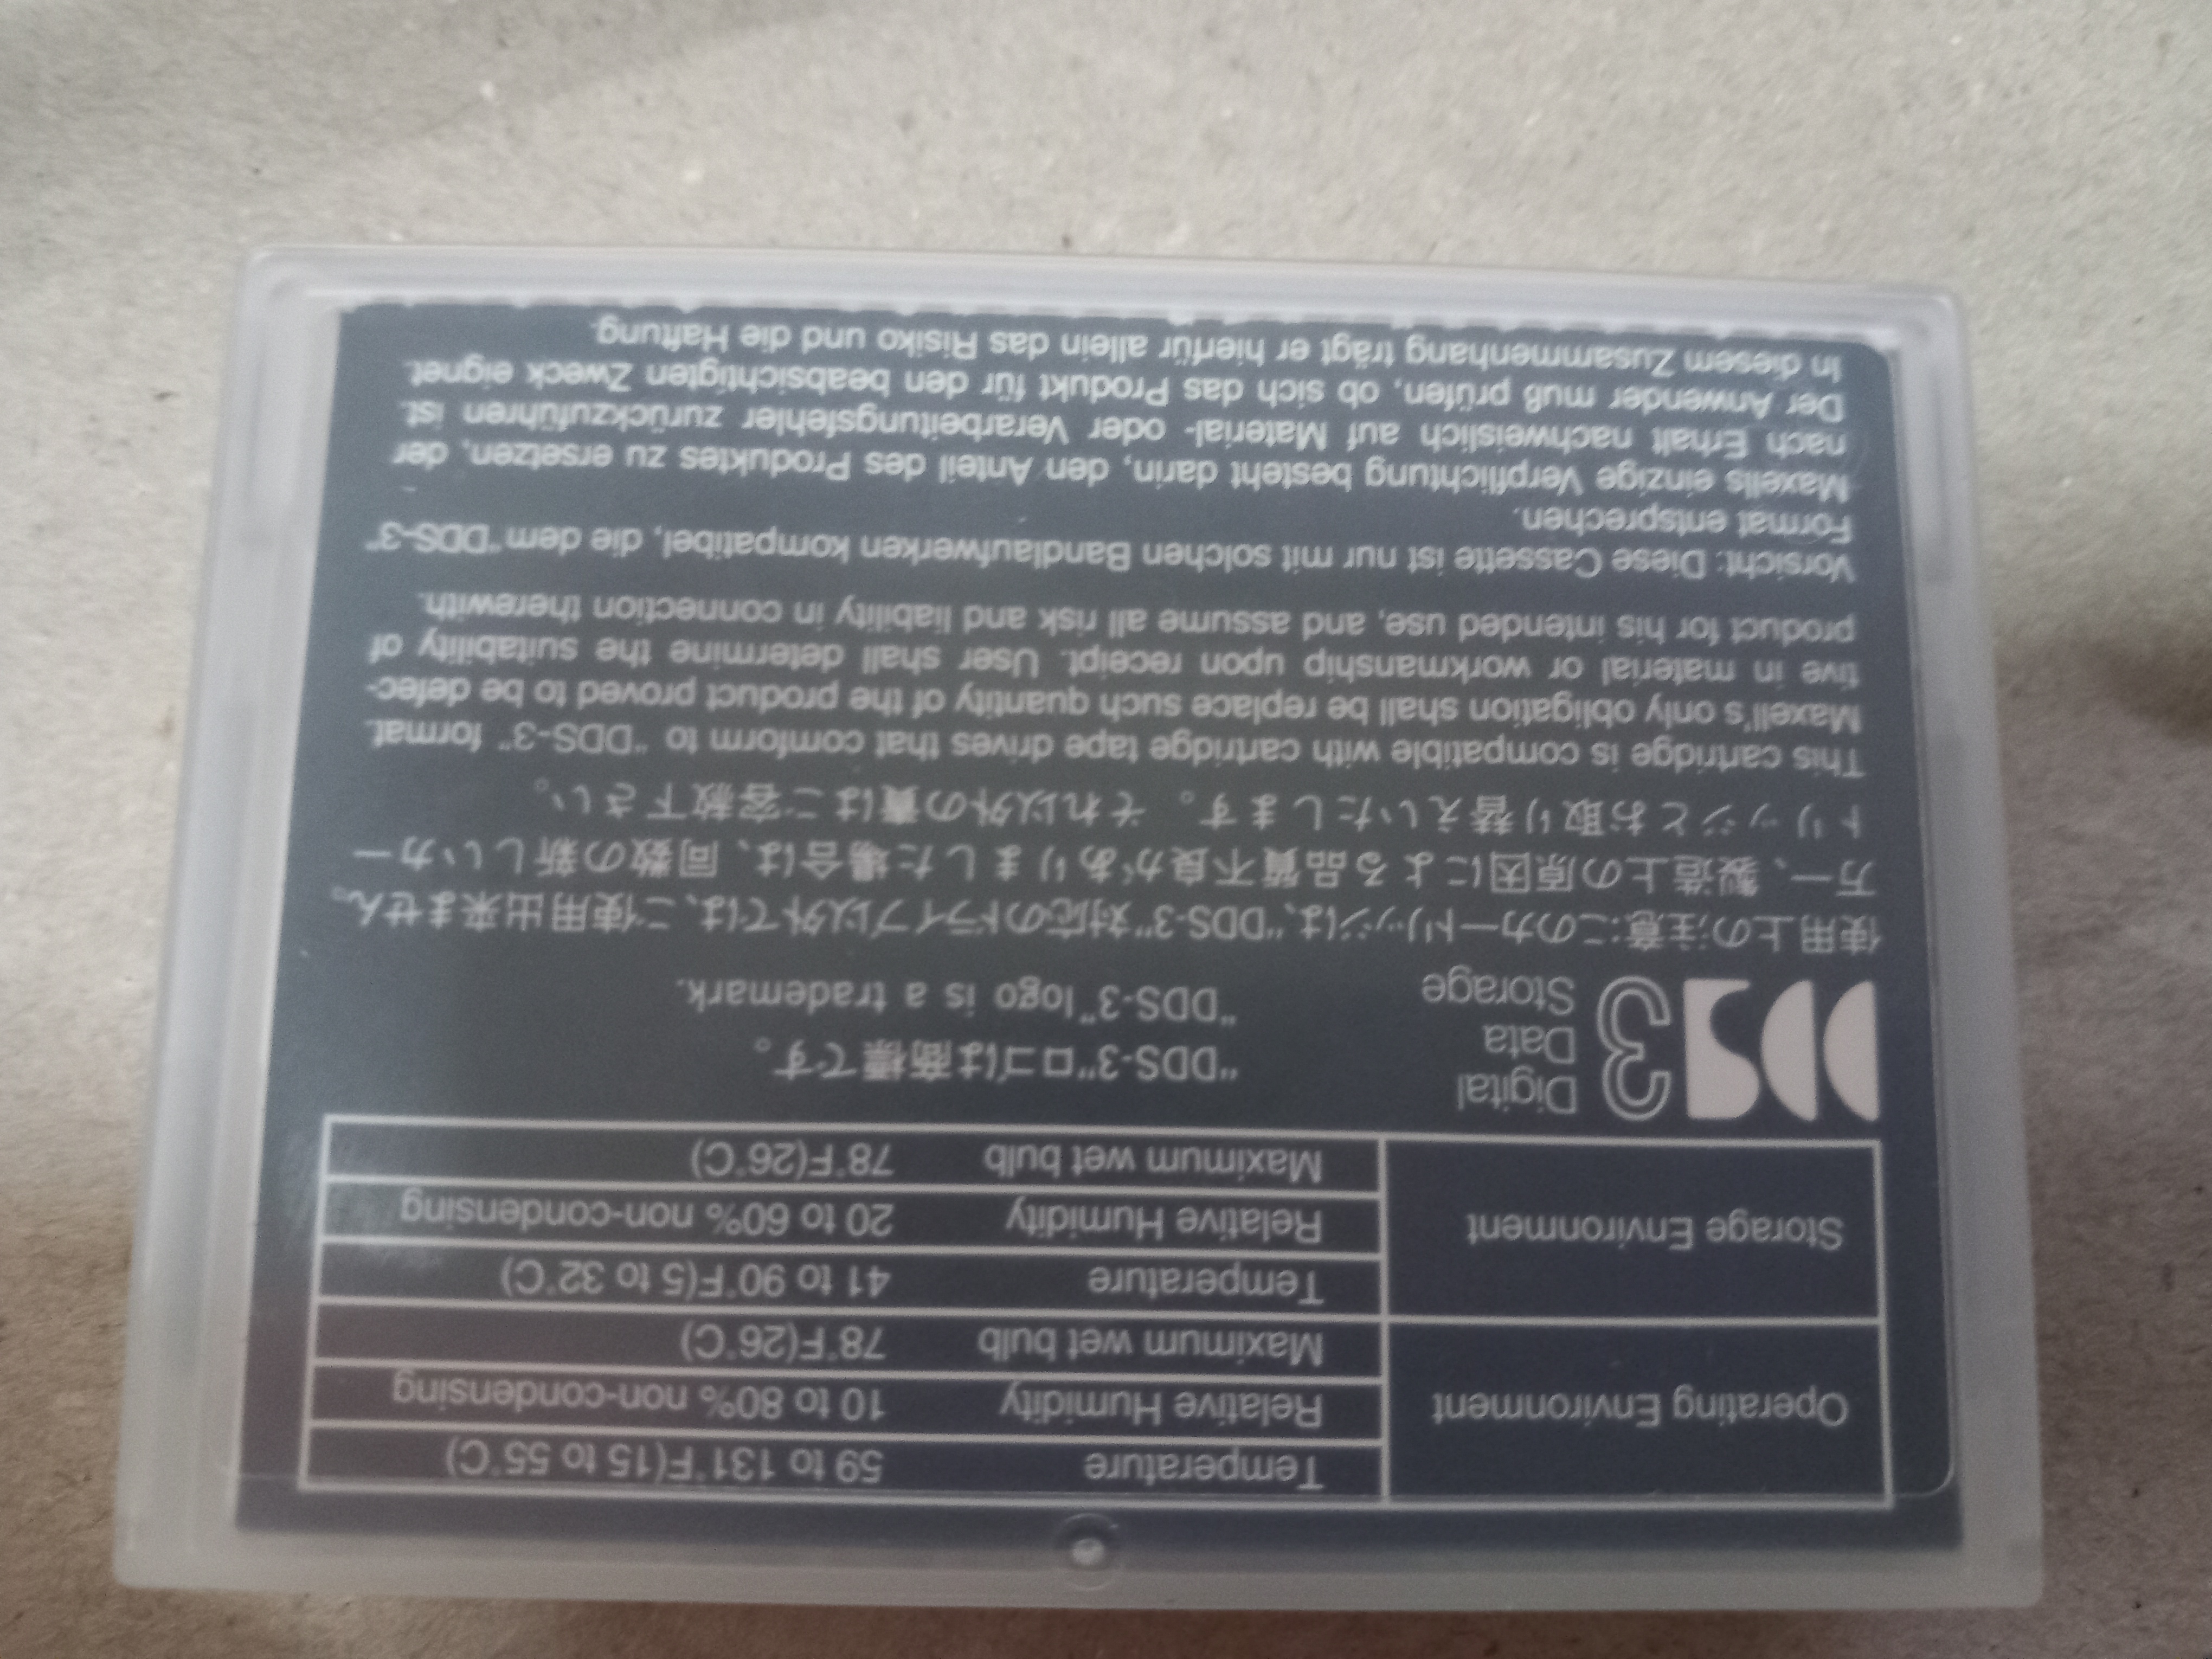 Operating Environment
Temperature 59 to 131°F(15 to 55°C)
Relative Humidity 10 to 80% non-condensing
Maximum wet bulb 78°F(26°C)
Storage Environment
Temperature 41 to 90°F(5 to 32°C)
Relative Humidity 20 to 60% non-condensing
Maximum wet bulb 78°F(26°C)
DDS 3
Digital
Data
Storage
"DDS-3"ロゴは商標です。
"DDS-3"logo is a trademark.
使用上の注意:このカートリッジは、"DDS-3"対応のドライブ以外では、ご使用出来ません。
万一、製造上の原因による品質不良がありました場合は、同数の新しいカー
トリッジとお取り替えいたします。それ以外の責はご容赦下さい。
This cartridge is compatible with cartridge tape drives that comform to "DDS-3" format.
Maxell's only obligation shall be replace such quantity of the product proved to be defec-
tive in material or workmanship upon receipt. User shall determine the suitability of
product for his intended use, and assume all risk and liability in connection therewith.
Vorsicht: Diese Cassette ist nur mit solchen Bandlaufwerken kompatibel, die dem "DDS-3"
Format entsprechen.
Maxells einzige Verpflichtung besteht darin, den Anteil des Produktes zu ersetzen, der
nach Erhalt nachweislich auf Material- oder Verarbeitungsfehler zurückzuführen ist.
Der Anwender muß prüfen, ob sich das Produkt für den beabsichtigten Zweck eignet.
In diesem Zusammenhang trägt er hierfür allein das Risiko und die Haftung.